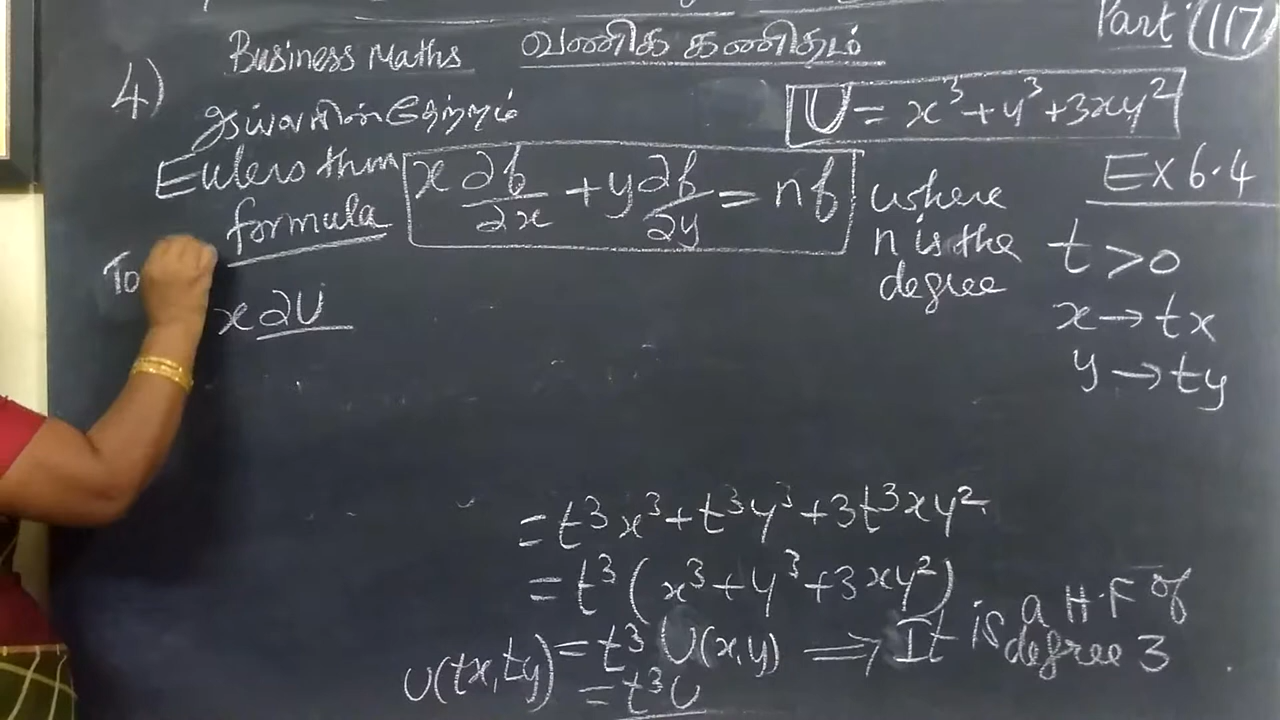 Business Maths வணிக கணிதம் Part 117
4) U = x³ + y³ + 3xy²
Eulers thm
formula x ∂f/∂x + y ∂f/∂y = nf where n is the degree
Ex 6.4
t > 0
x → tx
y → ty
To
x ∂U
= t³x³ + t³y³ + 3t³xy²
= t³(x³ + y³ + 3xy²)
U(tx, ty) = t³ U(x, y) ⟹ It is a H.F of degree 3
= t³U